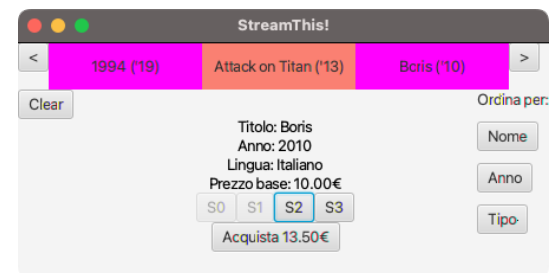 StreamThis!
< 1994 ('19) Attack on Titan ('13) Boris ('10) >
Clear
Ordina per:
Titolo: Boris
Anno: 2010
Lingua: Italiano
Prezzo base: 10.00€
S0 S1 S2 S3
Acquista 13.50€
Nome
Anno
Tipo